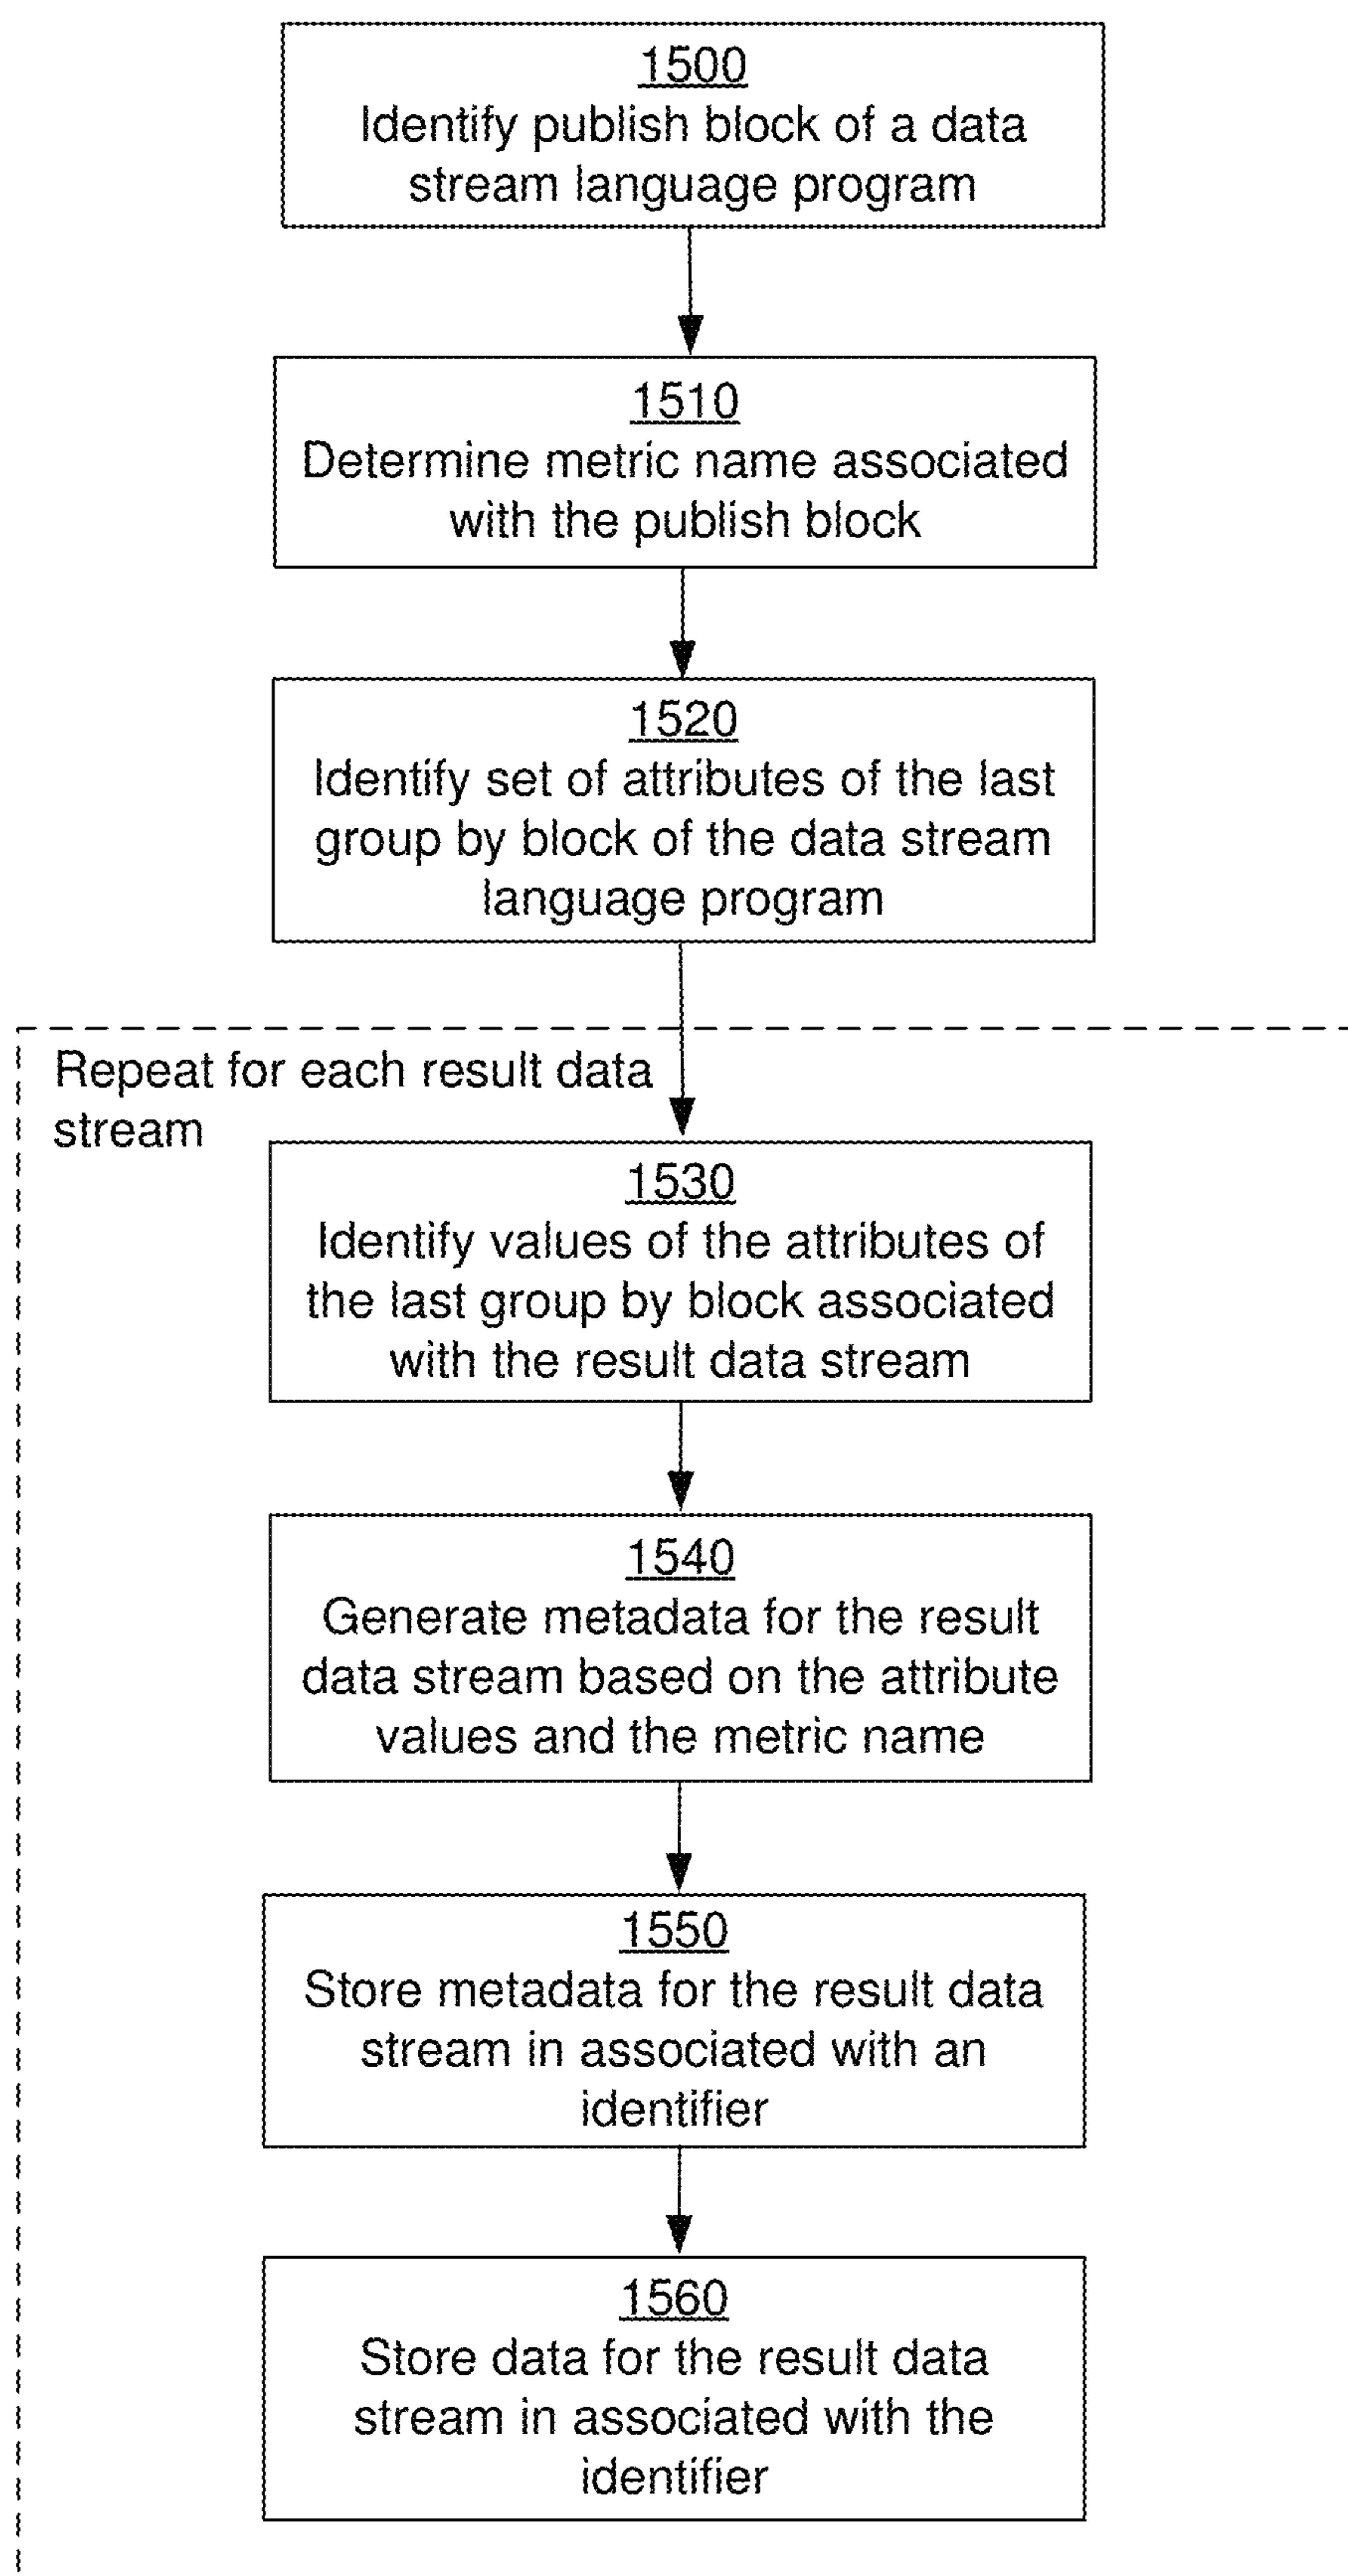 1500
Identify publish block of a data
stream language program
1510
Determine metric name associated
with the publish block
1520
Identify set of attributes of the last
group by block of the data stream
language program
Repeat for each result data
stream
1530
Identify values of the attributes of
the last group by block associated
with the result data stream
1540
Generate metadata for the result
data stream based on the attribute
values and the metric name
1550
Store metadata for the result data
stream in associated with an
identifier
1560
Store data for the result data
stream in associated with the
identifier